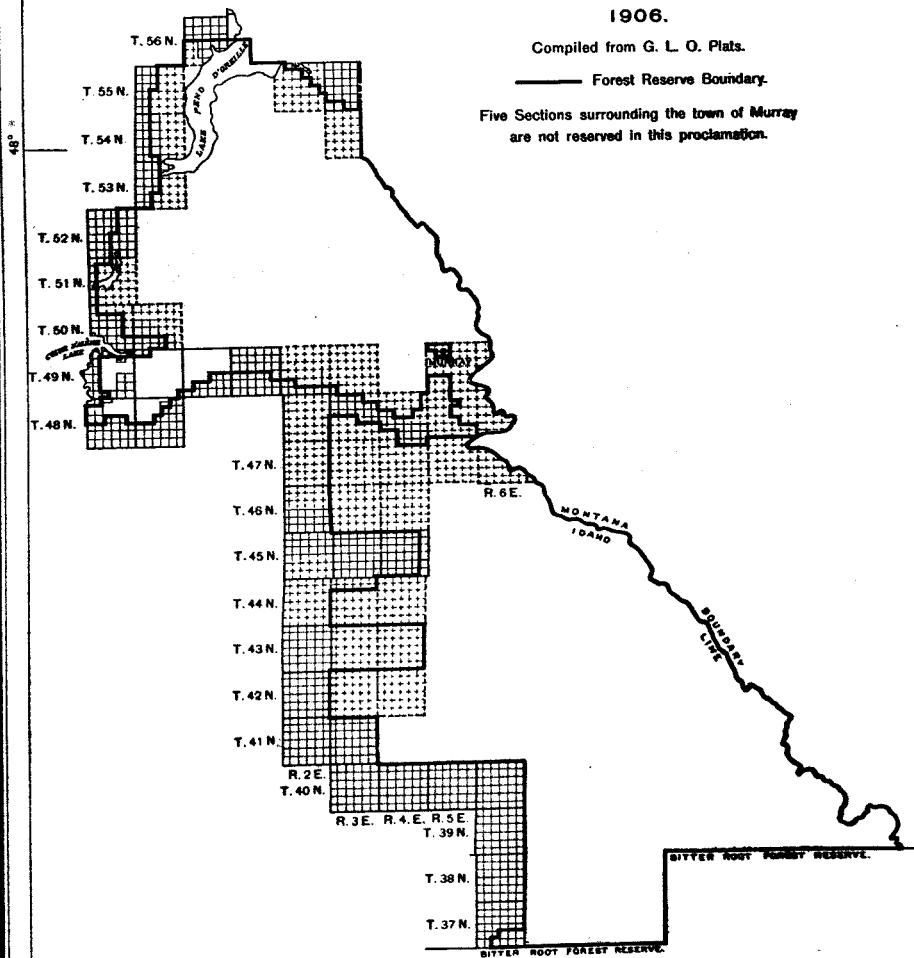 1906.
Compiled from G. L. O. Plats.
Forest Reserve Boundary.
Five Sections surrounding the town of Murray
are not reserved in this proclamation.
T. 56 N.
PEND D'OREILLE
LAKE
T. 55 N.
48°
T. 54 N.
T. 53 N.
T. 52 N.
T. 51 N.
T. 50 N.
LAKE
MURRAY
T. 49 N.
T. 48 N.
T. 47 N.
R. 6 E.
T. 46 N.
MONTANA
IDAHO
T. 45 N.
T. 44 N.
BOUNDARY
LINE
T. 43 N.
T. 42 N.
T. 41 N.
R. 2 E.
T. 40 N.
R. 3 E. R. 4. E. R. 5 E.
T. 39 N.
BITTER ROOT FOREST RESERVE.
T. 38 N.
T. 37 N.
BITTER ROOT FOREST RESERVE.